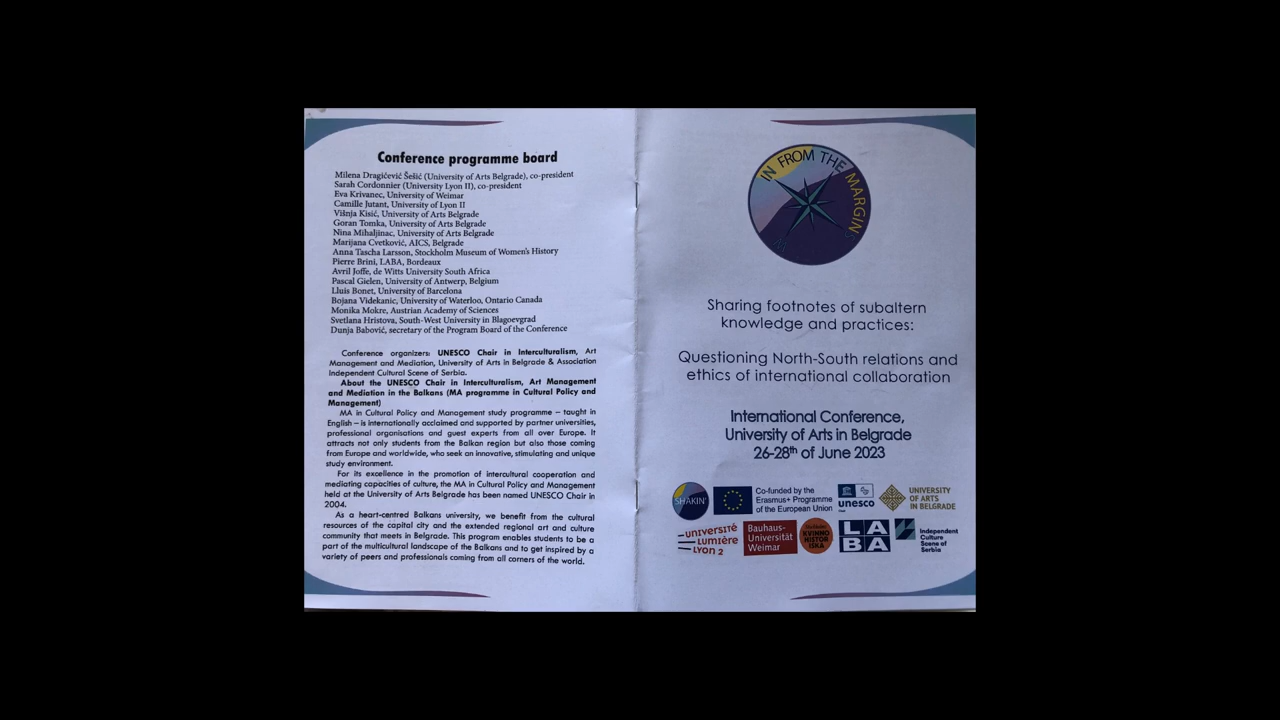 Conference programme board
Milena Dragićević Šešić (University of Arts Belgrade), co-president
Sarah Cordonnier (University Lyon II), co-president
Eva Krivanec, University of Weimar
Camille Jutant, University of Lyon II
Višnja Kisić, University of Arts Belgrade
Goran Tomka, University of Arts Belgrade
Nina Mihaljinac, University of Arts Belgrade
Marijana Cvetković, AICS, Belgrade
Anna Tascha Larsson, Stockholm Museum of Women's History
Pierre Brini, LABA, Bordeaux
Avril Joffe, de Witts University South Africa
Pascal Gielen, University of Antwerp, Belgium
Lluis Bonet, University of Barcelona
Bojana Videkanic, University of Waterloo, Ontario Canada
Monika Mokre, Austrian Academy of Sciences
Svetlana Hristova, South-West University in Blagoevgrad
Dunja Babović, secretary of the Program Board of the Conference
Conference organizers: UNESCO Chair in Interculturalism, Art
Management and Mediation, University of Arts in Belgrade & Association
Independent Cultural Scene of Serbia.
About the UNESCO Chair in Interculturalism, Art Management
and Mediation in the Balkans (MA programme in Cultural Policy and
Management)
MA in Cultural Policy and Management study programme – taught in
English – is internationally acclaimed and supported by partner universities,
professional organisations and guest experts from all over Europe. It
attracts not only students from the Balkan region but also those coming
from Europe and worldwide, who seek an innovative, stimulating and unique
study environment.
For its excellence in the promotion of intercultural cooperation and
mediating capacities of culture, the MA in Cultural Policy and Management
held at the University of Arts Belgrade has been named UNESCO Chair in
2004.
As a heart-centred Balkans university, we benefit from the cultural
resources of the capital city and the extended regional art and culture
community that meets in Belgrade. This program enables students to be a
part of the multicultural landscape of the Balkans and to get inspired by a
variety of peers and professionals coming from all corners of the world.
IN FROM THE MARGINS
Sharing footnotes of subaltern
knowledge and practices:
Questioning North-South relations and
ethics of international collaboration
International Conference,
University of Arts in Belgrade
26-28th of June 2023
SHAKIN'
Co-funded by the
Erasmus+ Programme
of the European Union
unesco
Chair
UNIVERSITY
OF ARTS
IN BELGRADE
UNIVERSITÉ
LUMIÈRE
LYON 2
Bauhaus-
Universität
Weimar
Stockholms
KVINNO
HISTOR
ISKA
LA
BA
Independent
Culture
Scene of
Serbia